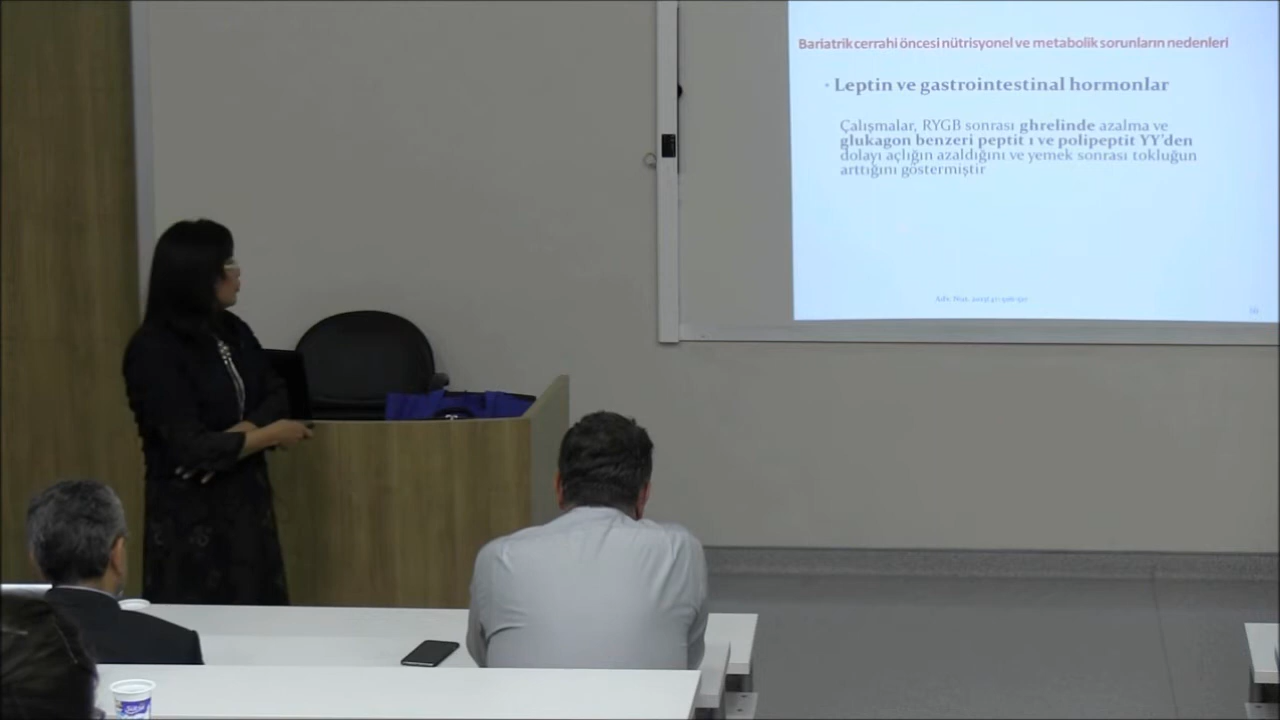 Bariatrik cerrahi öncesi nütrisyonel ve metabolik sorunların nedenleri
• Leptin ve gastrointestinal hormonlar
Çalışmalar, RYGB sonrası ghrelinde azalma ve
glukagon benzeri peptit 1 ve polipeptit YY'den
dolayı açlığın azaldığını ve yemek sonrası tokluğun
arttığını göstermiştir